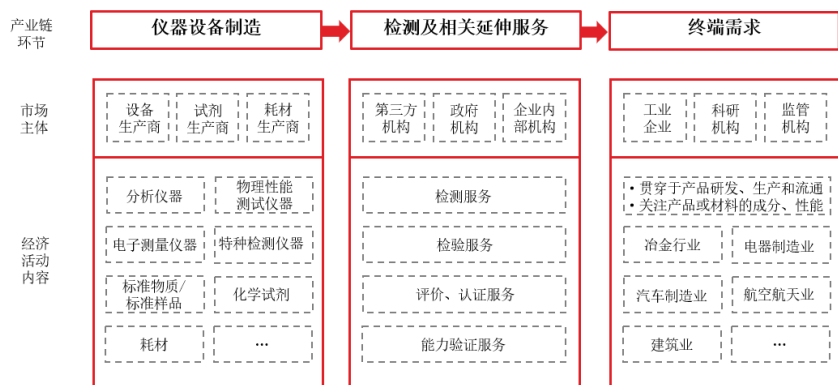 产业链
环节
仪器设备制造
检测及相关延伸服务
终端需求
市场
主体
设备
生产商
试剂
生产商
耗材
生产商
第三方
机构
政府
机构
企业内
部机构
工业
企业
科研
机构
监管
机构
经济
活动
内容
分析仪器
物理性能
测试仪器
电子测量仪器
特种检测仪器
标准物质/
标准样品
化学试剂
耗材
...
检测服务
检验服务
评价、认证服务
能力验证服务
•贯穿于产品研发、生产和流通
•关注产品或材料的成分、性能
冶金行业
电器制造业
汽车制造业
航空航天业
建筑业
...